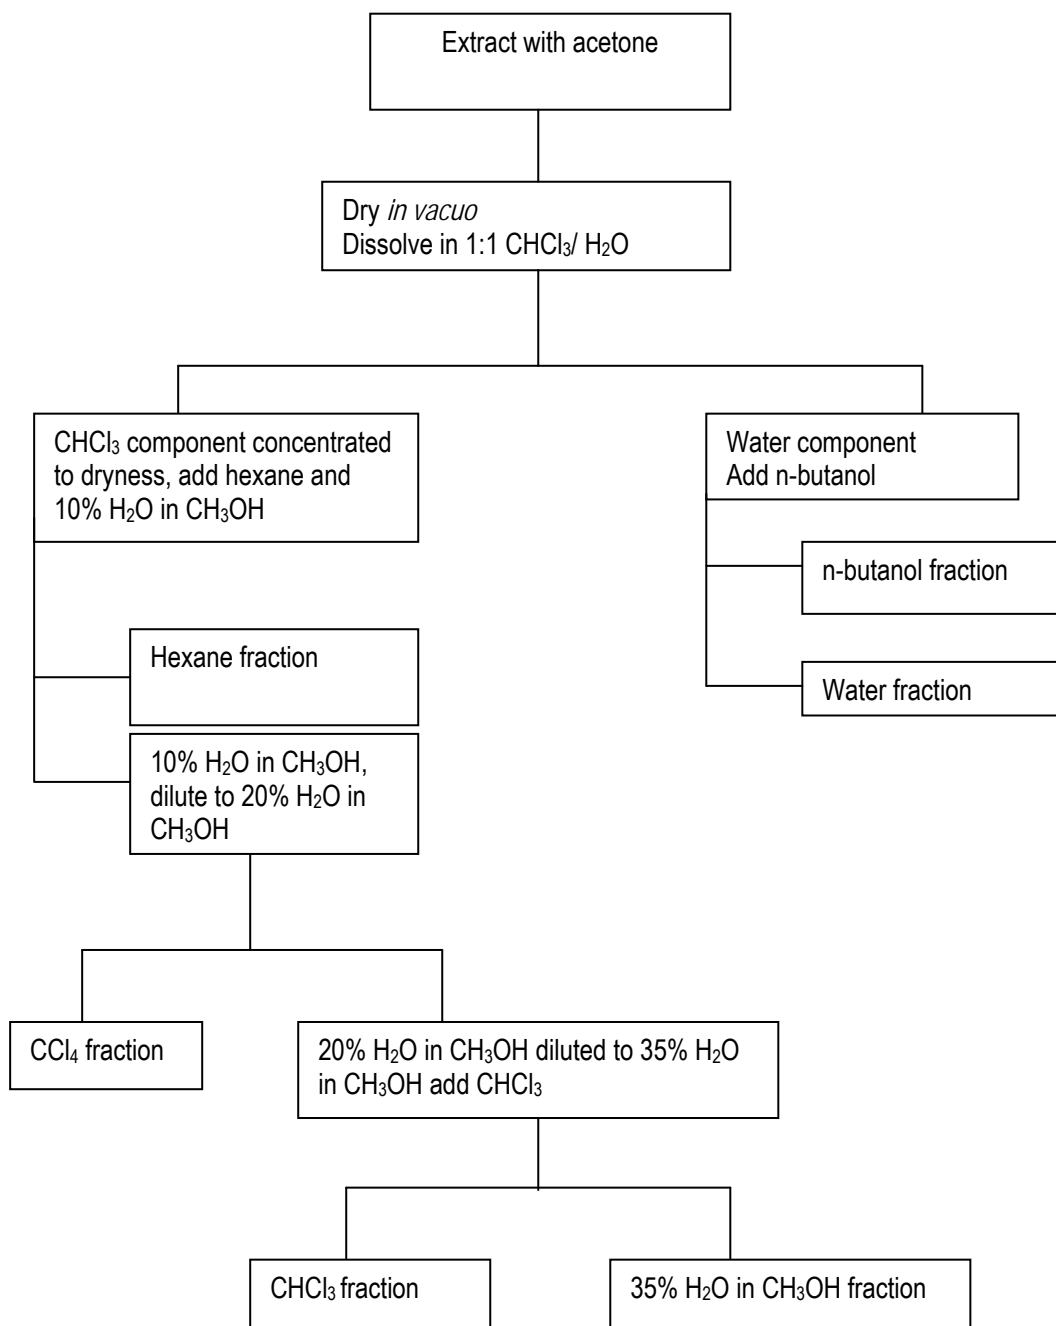 Extract with acetone
Dry in vacuo
Dissolve in 1:1 CHCl₃/ H₂O
CHCl₃ component concentrated
to dryness, add hexane and
10% H₂O in CH₃OH
Water component
Add n-butanol
n-butanol fraction
Water fraction
Hexane fraction
10% H₂O in CH₃OH,
dilute to 20% H₂O in
CH₃OH
CCl₄ fraction
20% H₂O in CH₃OH diluted to 35% H₂O
in CH₃OH add CHCl₃
CHCl₃ fraction
35% H₂O in CH₃OH fraction